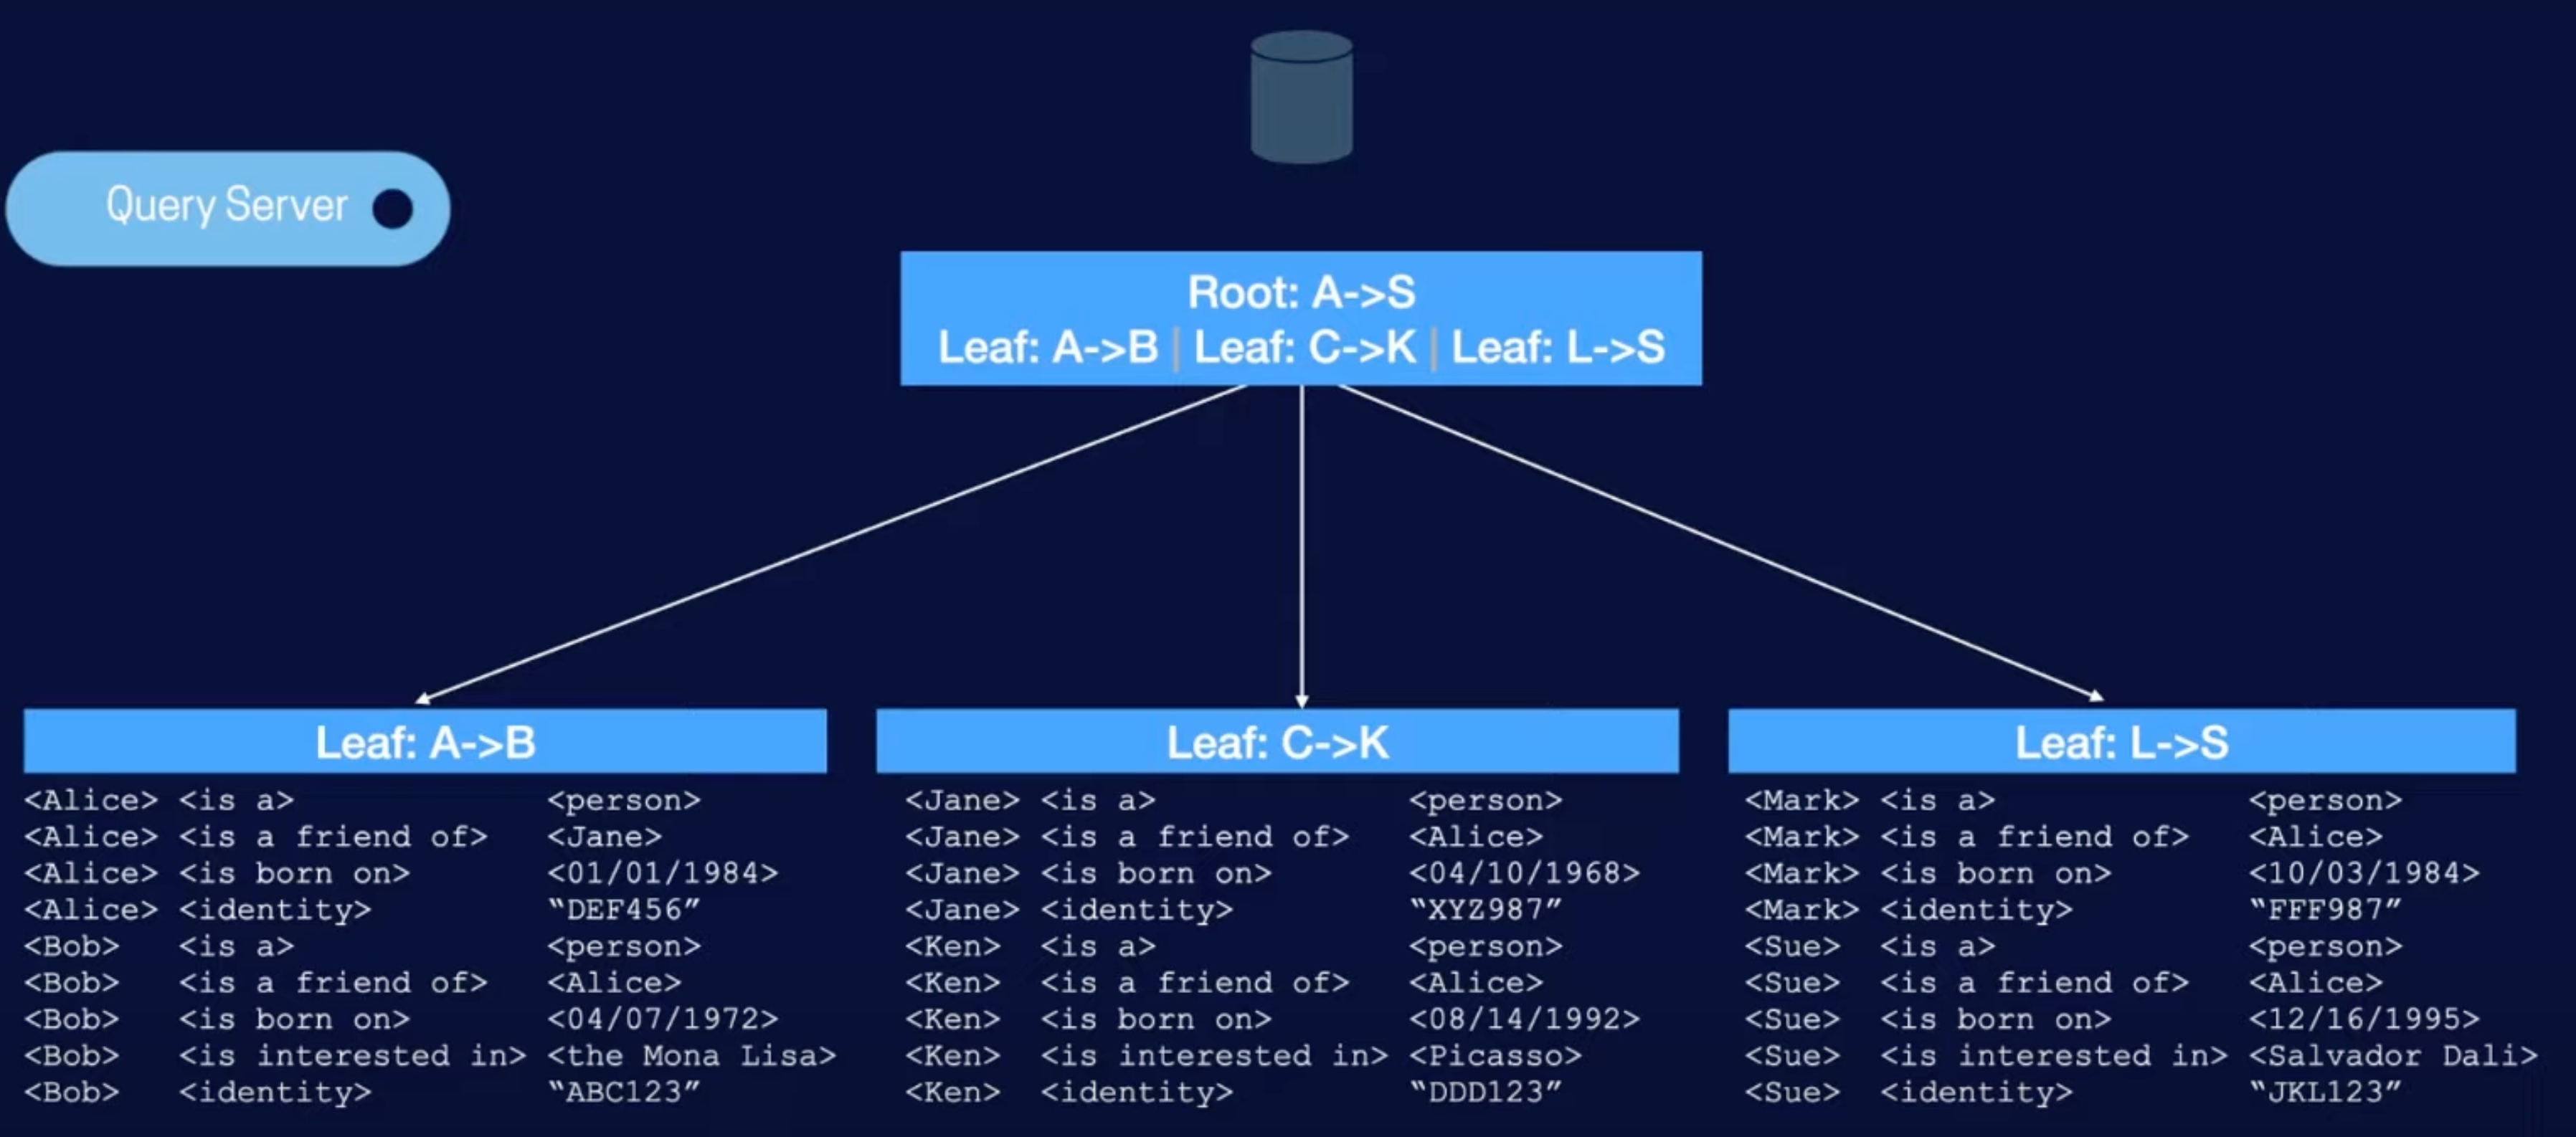 Query Server
Root: A->S
Leaf: A->B | Leaf: C->K | Leaf: L->S
Leaf: A->B
<Alice> <is a> <person>
<Alice> <is a friend of> <Jane>
<Alice> <is born on> <01/01/1984>
<Alice> <identity> “DEF456”
<Bob> <is a> <person>
<Bob> <is a friend of> <Alice>
<Bob> <is born on> <04/07/1972>
<Bob> <is interested in> <the Mona Lisa>
<Bob> <identity> “ABC123”
Leaf: C->K
<Jane> <is a> <person>
<Jane> <is a friend of> <Alice>
<Jane> <is born on> <04/10/1968>
<Jane> <identity> “XYZ987”
<Ken> <is a> <person>
<Ken> <is a friend of> <Alice>
<Ken> <is born on> <08/14/1992>
<Ken> <is interested in> <Picasso>
<Ken> <identity> “DDD123”
Leaf: L->S
<Mark> <is a> <person>
<Mark> <is a friend of> <Alice>
<Mark> <is born on> <10/03/1984>
<Mark> <identity> “FFF987”
<Sue> <is a> <person>
<Sue> <is a friend of> <Alice>
<Sue> <is born on> <12/16/1995>
<Sue> <is interested in> <Salvador Dali>
<Sue> <identity> “JKL123”